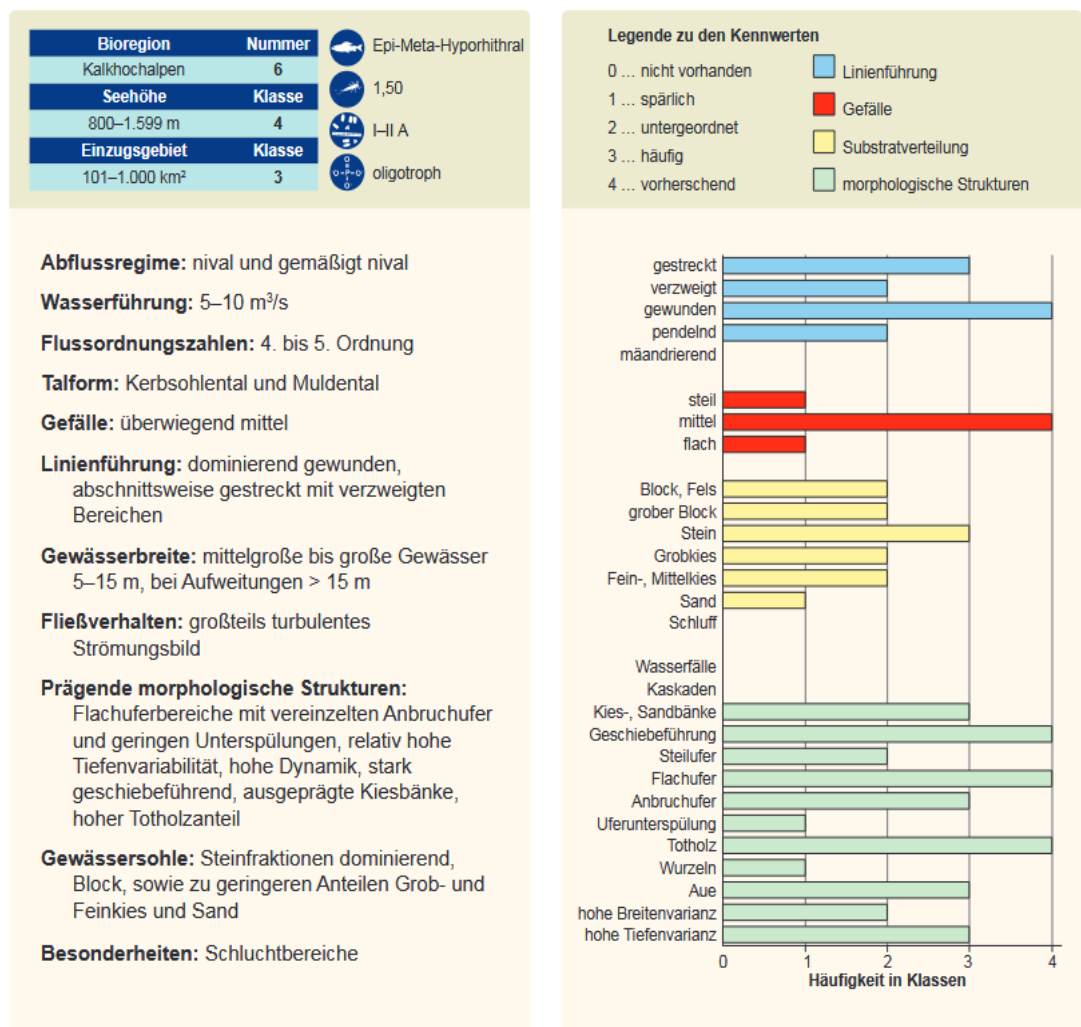 Bioregion Nummer
Kalkhochalpen 6
Seehöhe Klasse
800–1.599 m 4
Einzugsgebiet Klasse
101–1.000 km² 3
Epi-Meta-Hyporhithral
1,50
I–II A
oligotroph
Abflussregime: nival und gemäßigt nival
Wasserführung: 5–10 m³/s
Flussordnungszahlen: 4. bis 5. Ordnung
Talform: Kerbsohlental und Muldental
Gefälle: überwiegend mittel
Linienführung: dominierend gewunden,
abschnittsweise gestreckt mit verzweigten
Bereichen
Gewässerbreite: mittelgroße bis große Gewässer
5–15 m, bei Aufweitungen > 15 m
Fließverhalten: großteils turbulentes
Strömungsbild
Prägende morphologische Strukturen:
Flachuferbereiche mit vereinzelten Anbruchufer
und geringen Unterspülungen, relativ hohe
Tiefenvariabilität, hohe Dynamik, stark
geschiebeführend, ausgeprägte Kiesbänke,
hoher Totholzanteil
Gewässersohle: Steinfraktionen dominierend,
Block, sowie zu geringeren Anteilen Grob- und
Feinkies und Sand
Besonderheiten: Schluchtbereiche
Legende zu den Kennwerten
0 ... nicht vorhanden
1 ... spärlich
2 ... untergeordnet
3 ... häufig
4 ... vorherschend
Linienführung
Gefälle
Substratverteilung
morphologische Strukturen
gestreckt
verzweigt
gewunden
pendelnd
mäandrierend
steil
mittel
flach
Block, Fels
grober Block
Stein
Grobkies
Fein-, Mittelkies
Sand
Schluff
Wasserfälle
Kaskaden
Kies-, Sandbänke
Geschiebeführung
Steilufer
Flachufer
Anbruchufer
Uferunterspülung
Totholz
Wurzeln
Aue
hohe Breitenvarianz
hohe Tiefenvarianz
0 1 2 3 4
Häufigkeit in Klassen